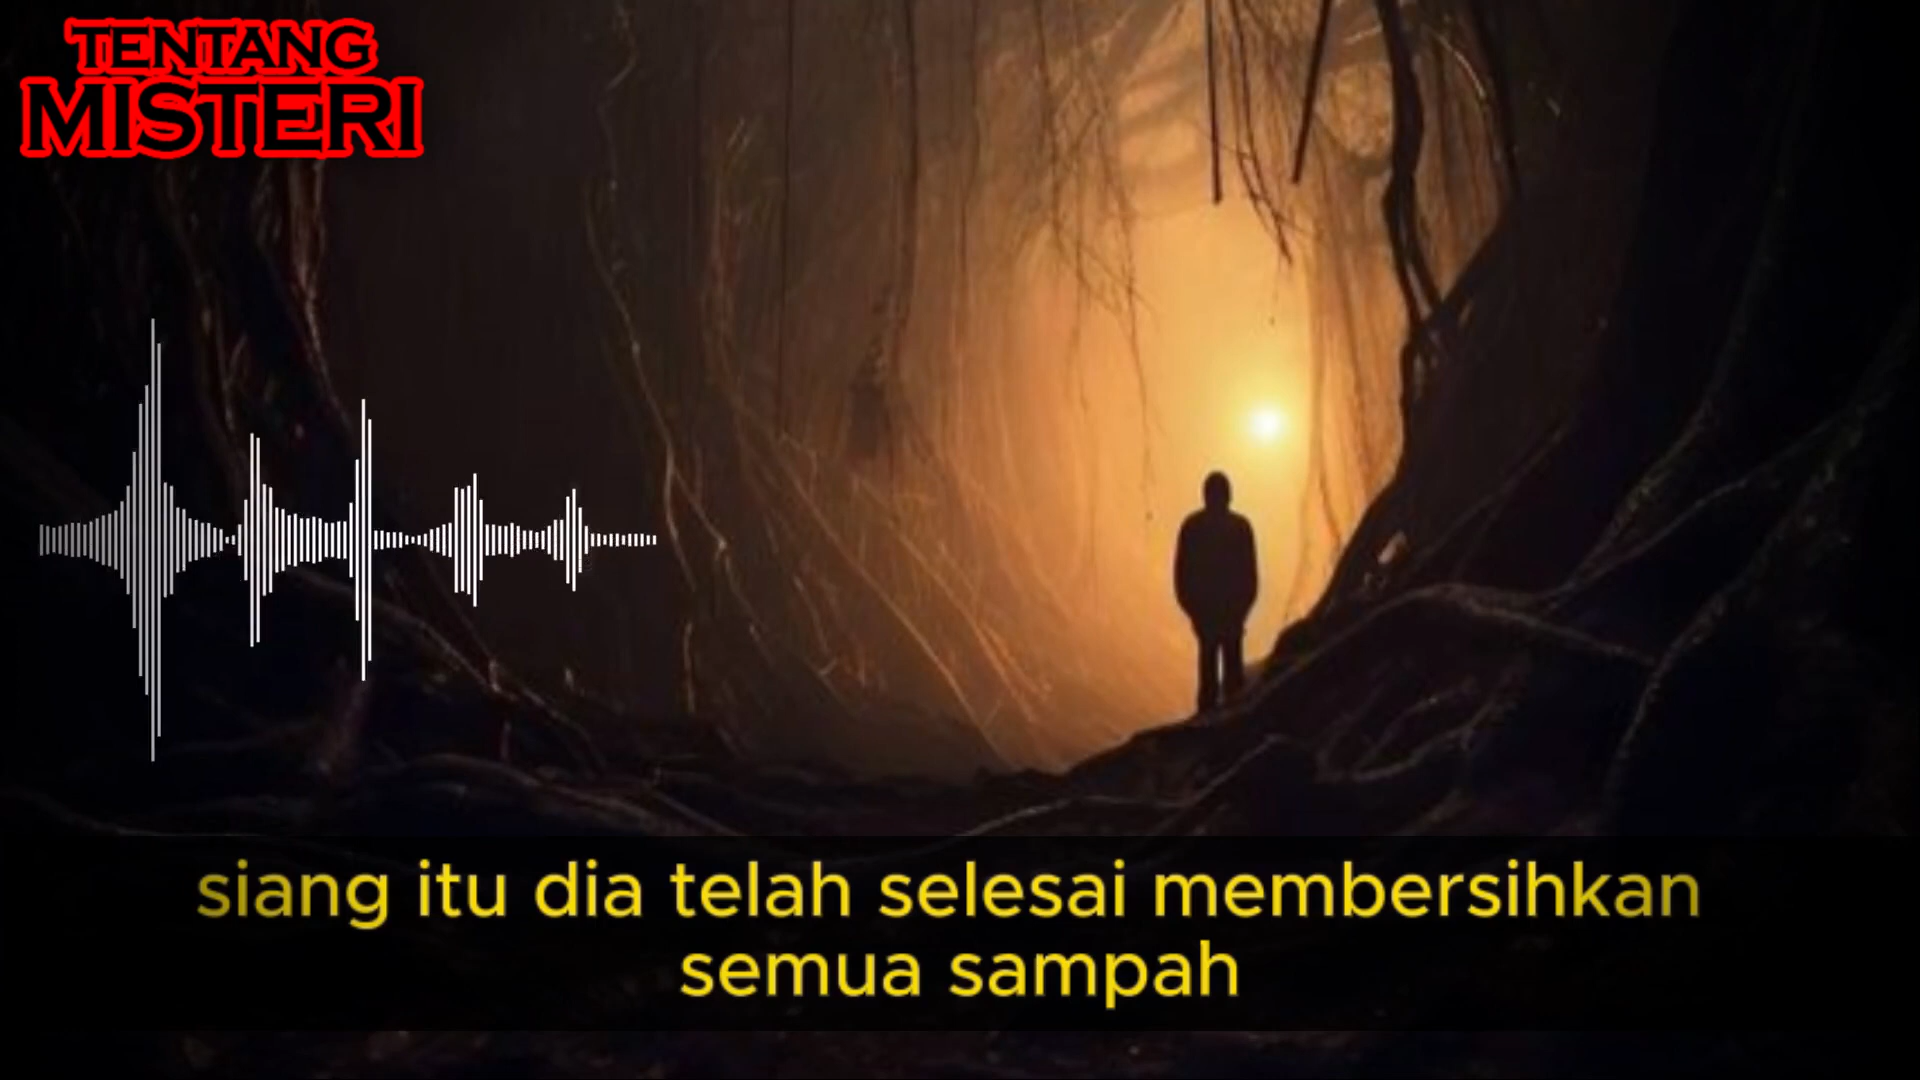 TENTANG
MISTERI
siang itu dia telah selesai membersihkan
semua sampah